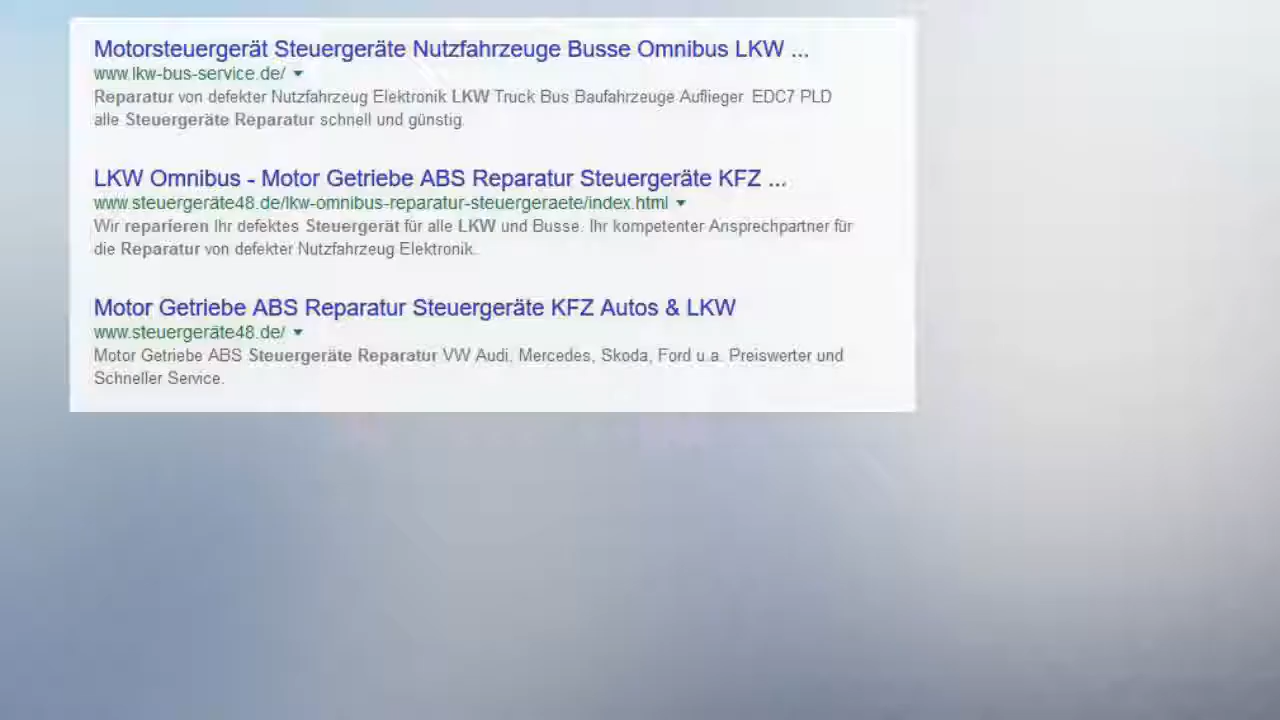 Motorsteuergerät Steuergeräte Nutzfahrzeuge Busse Omnibus LKW ...
www.lkw-bus-service.de/
Reparatur von defekter Nutzfahrzeug Elektronik LKW Truck Bus Baufahrzeuge Auflieger EDC7 PLD
alle Steuergeräte Reparatur schnell und günstig.
LKW Omnibus - Motor Getriebe ABS Reparatur Steuergeräte KFZ ...
www.steuergeräte48.de/lkw-omnibus-reparatur-steuergeraete/index.html
Wir reparieren Ihr defektes Steuergerät für alle LKW und Busse. Ihr kompetenter Ansprechpartner für
die Reparatur von defekter Nutzfahrzeug Elektronik.
Motor Getriebe ABS Reparatur Steuergeräte KFZ Autos & LKW
www.steuergeräte48.de/
Motor Getriebe ABS Steuergeräte Reparatur VW Audi, Mercedes, Skoda, Ford u.a. Preiswerter und
Schneller Service.